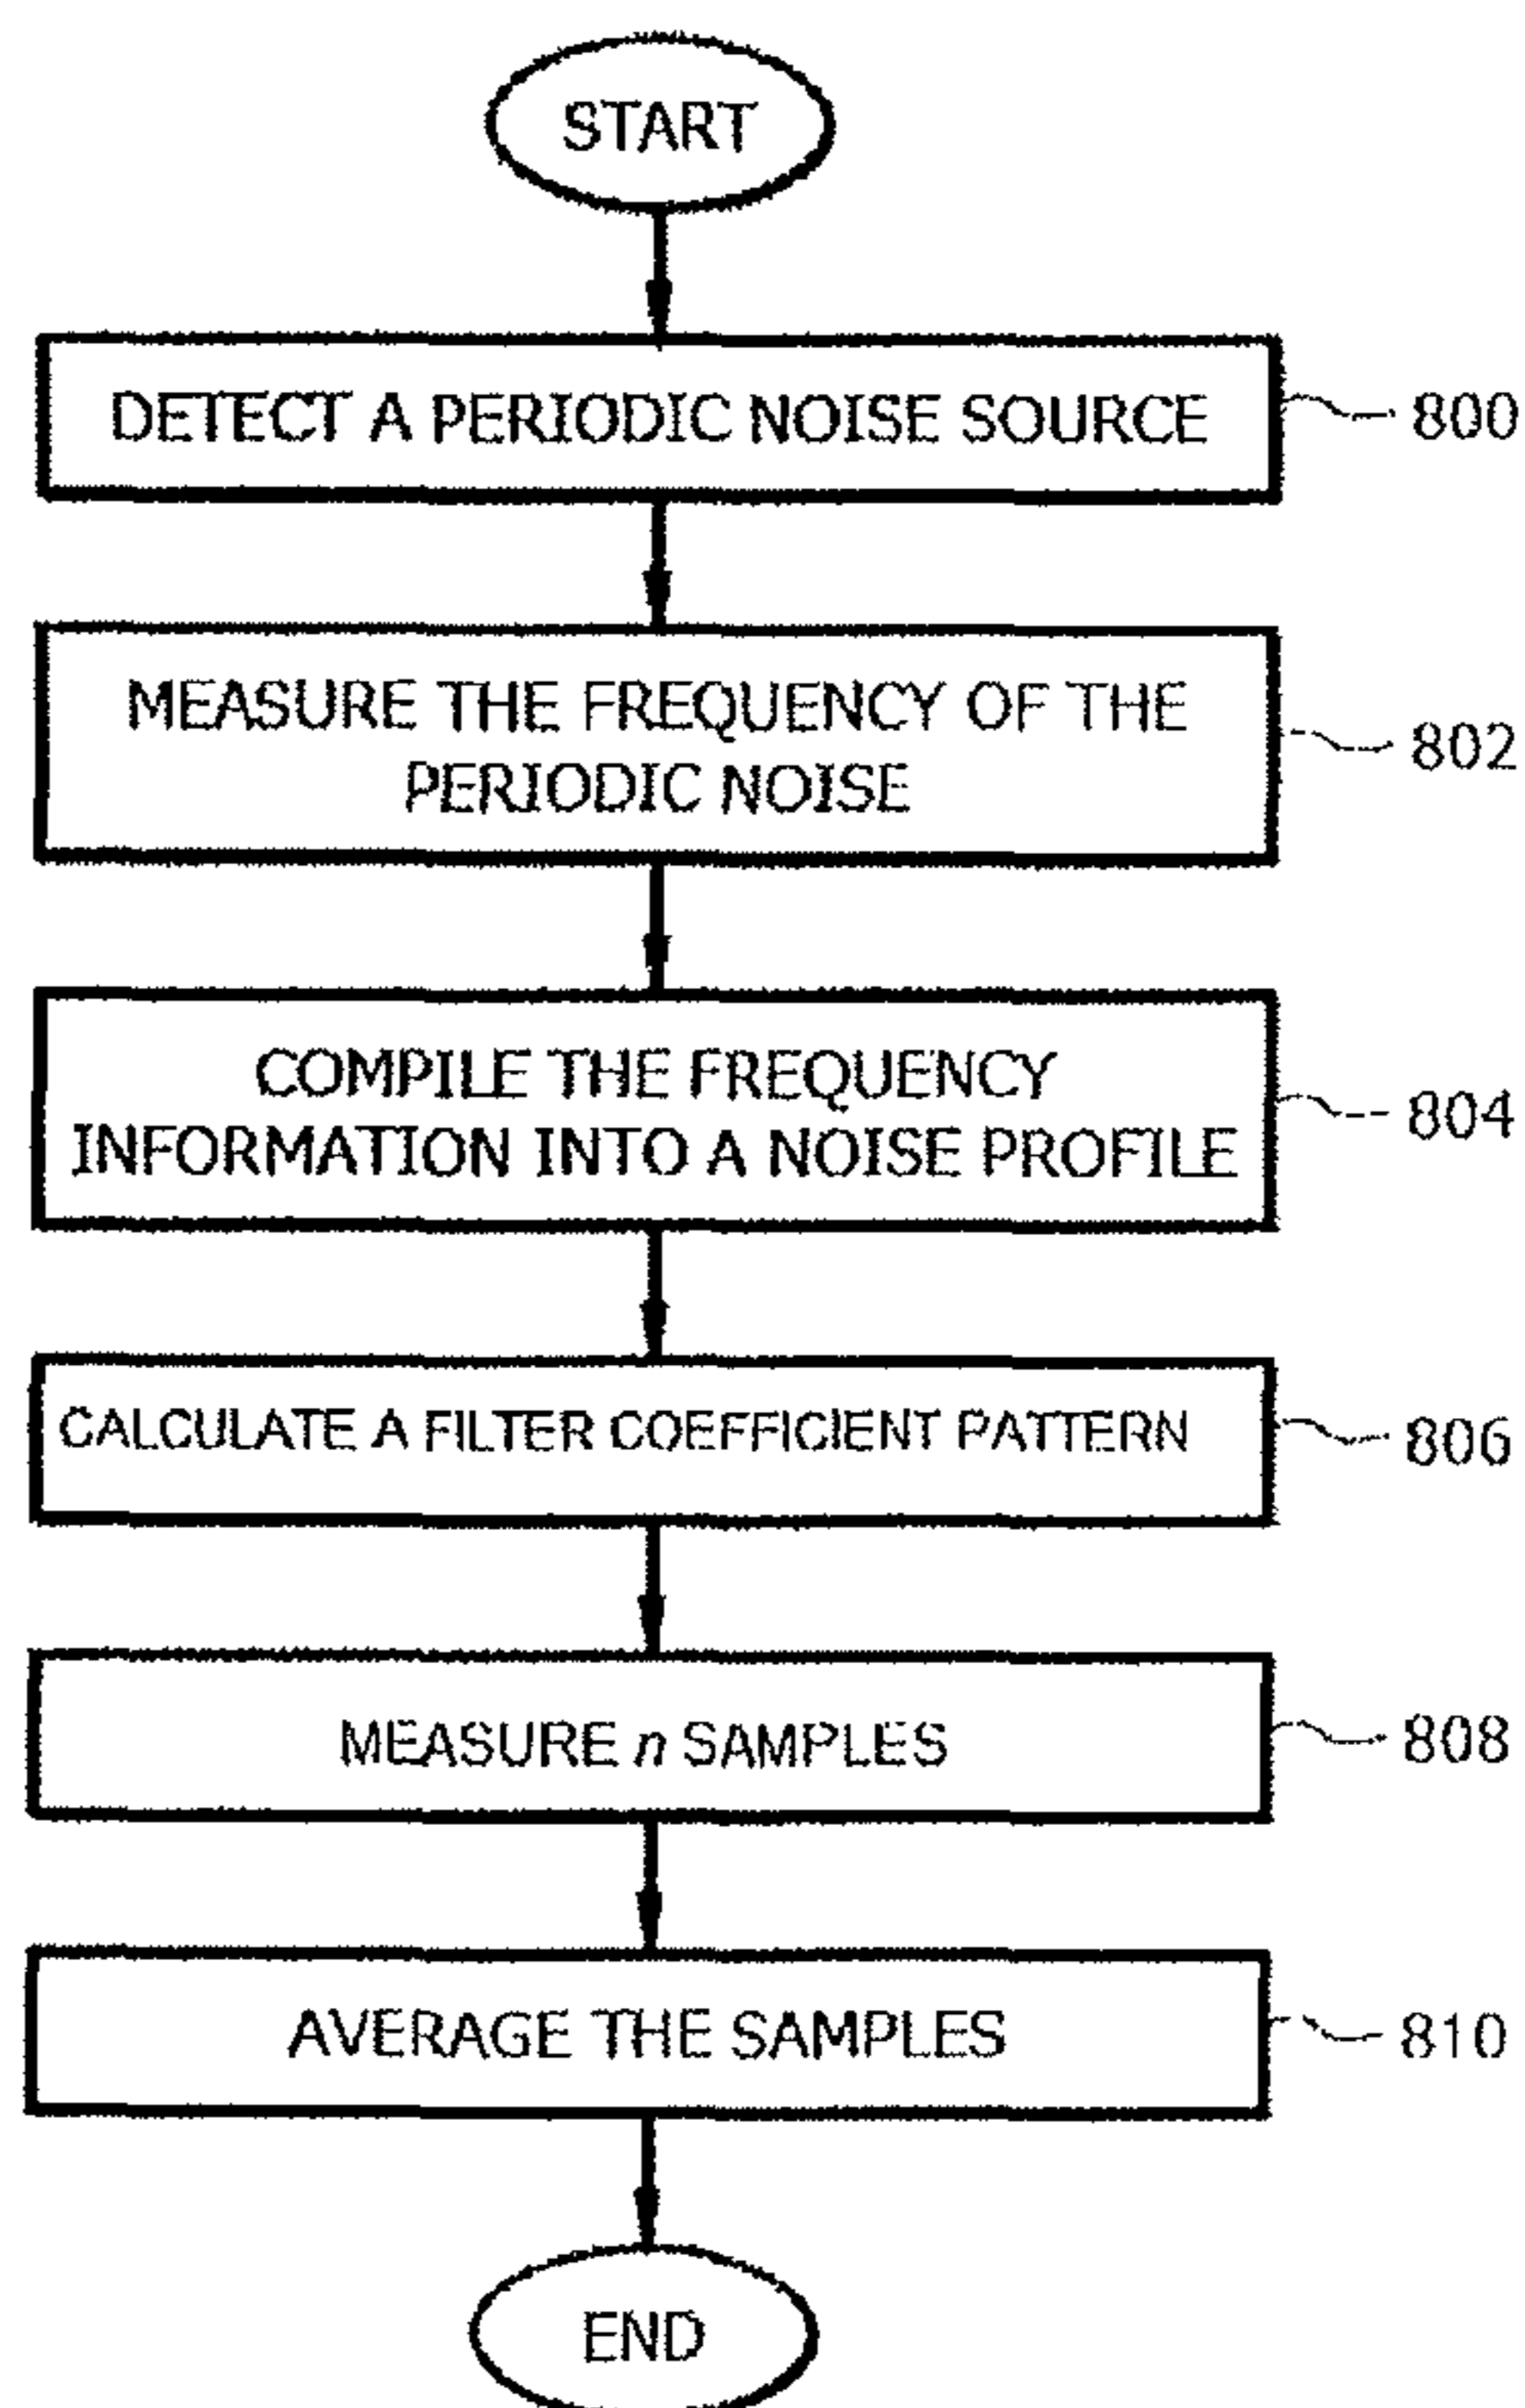 START
DETECT A PERIODIC NOISE SOURCE
800
MEASURE THE FREQUENCY OF THE
PERIODIC NOISE
802
COMPILE THE FREQUENCY
INFORMATION INTO A NOISE PROFILE
804
CALCULATE A FILTER COEFFICIENT PATTERN
806
MEASURE n SAMPLES
808
AVERAGE THE SAMPLES
810
END